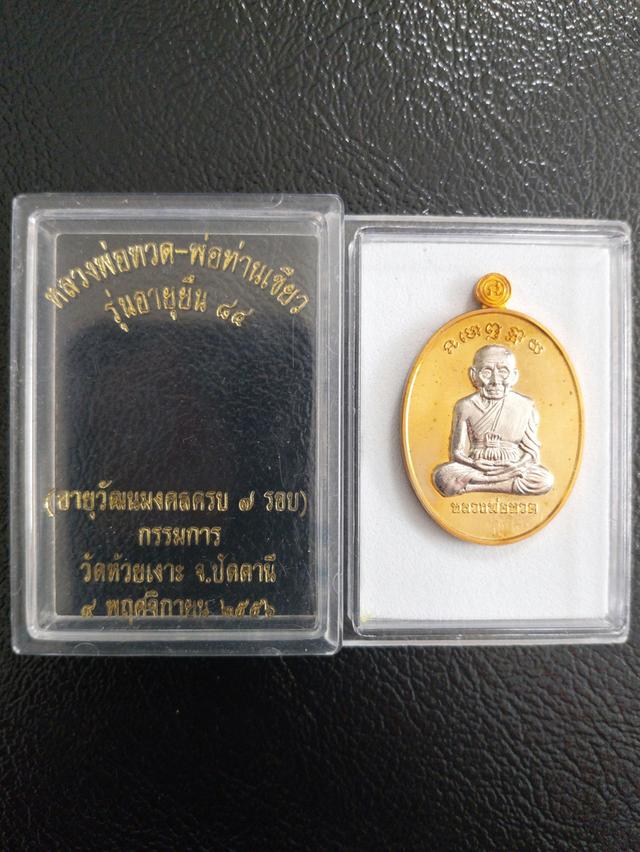 หลวงพ่อทวด-พ่อท่านเขียว
รุ่นอายุยืน ๘๔
(อายุวัฒนมงคลครบ ๗ รอบ)
กรรมการ
วัดห้วยเงาะ จ.ปัตตานี
๙ พฤศจิกายน ๒๕๕๖
หลวงพ่อทวด